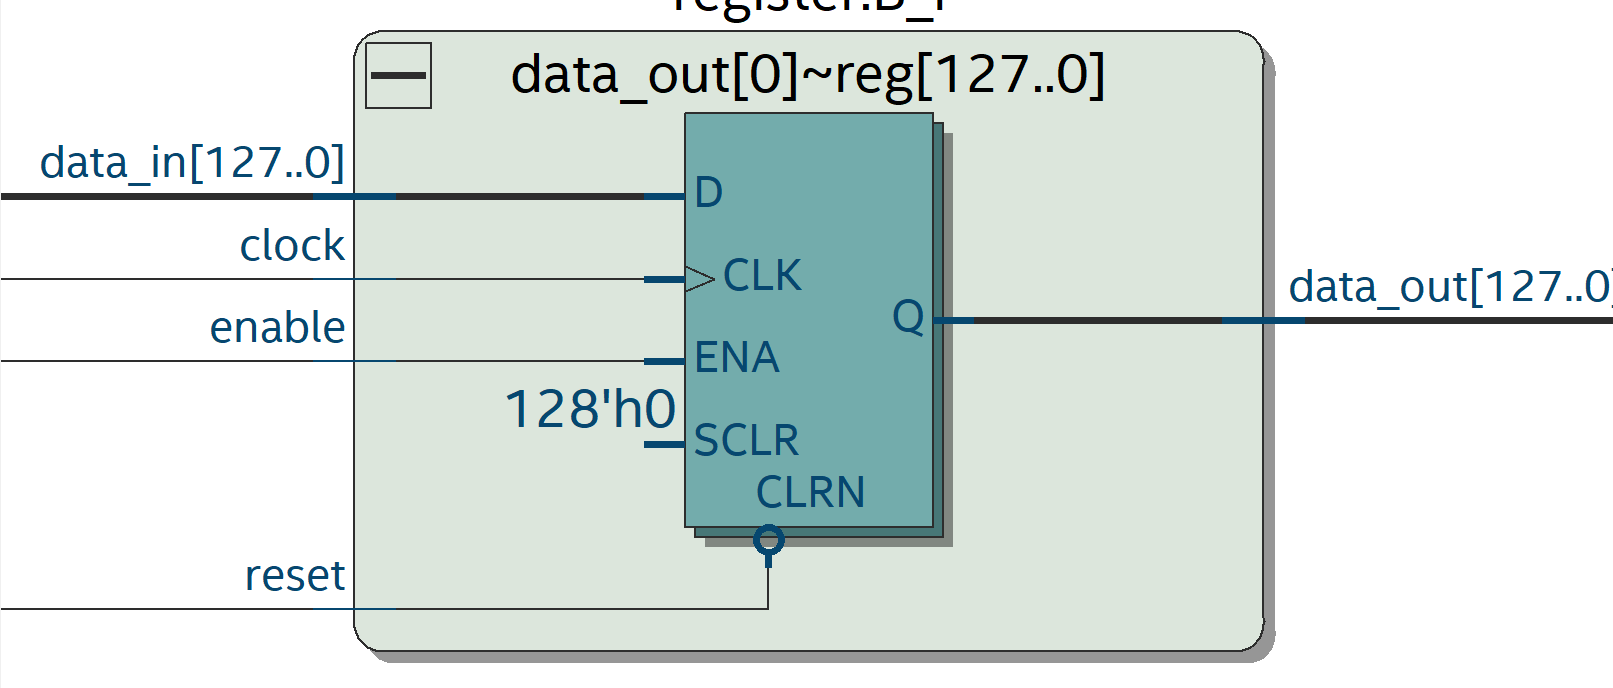 data_out[0]~reg[127..0]
data_in[127..0]
D
clock
CLK
data_out[127..0]
Q
enable
ENA
128'h0
SCLR
CLRN
reset